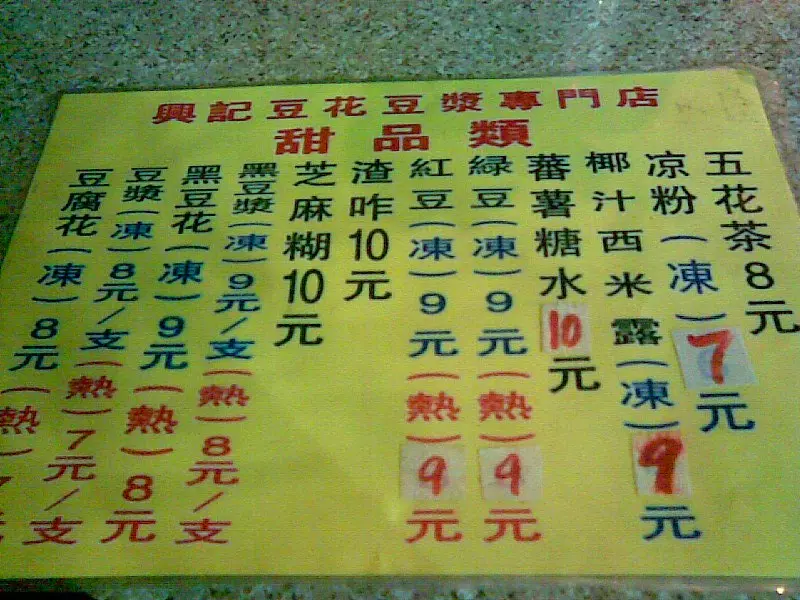 興記豆花豆漿專門店
甜品類
五花茶8元
凉粉(凍)7元
椰汁西米露(凍)9元
蕃薯糖水10元
綠豆(凍)9元(熱)9元
紅豆(凍)9元(熱)9元
渣咋10元
芝麻糊10元
黑豆漿(凍)9元/支(熱)8元/支
黑豆花(凍)9元(熱)8元
豆漿(凍)8元/支(熱)7元/支
豆腐花(凍)8元(熱)7元